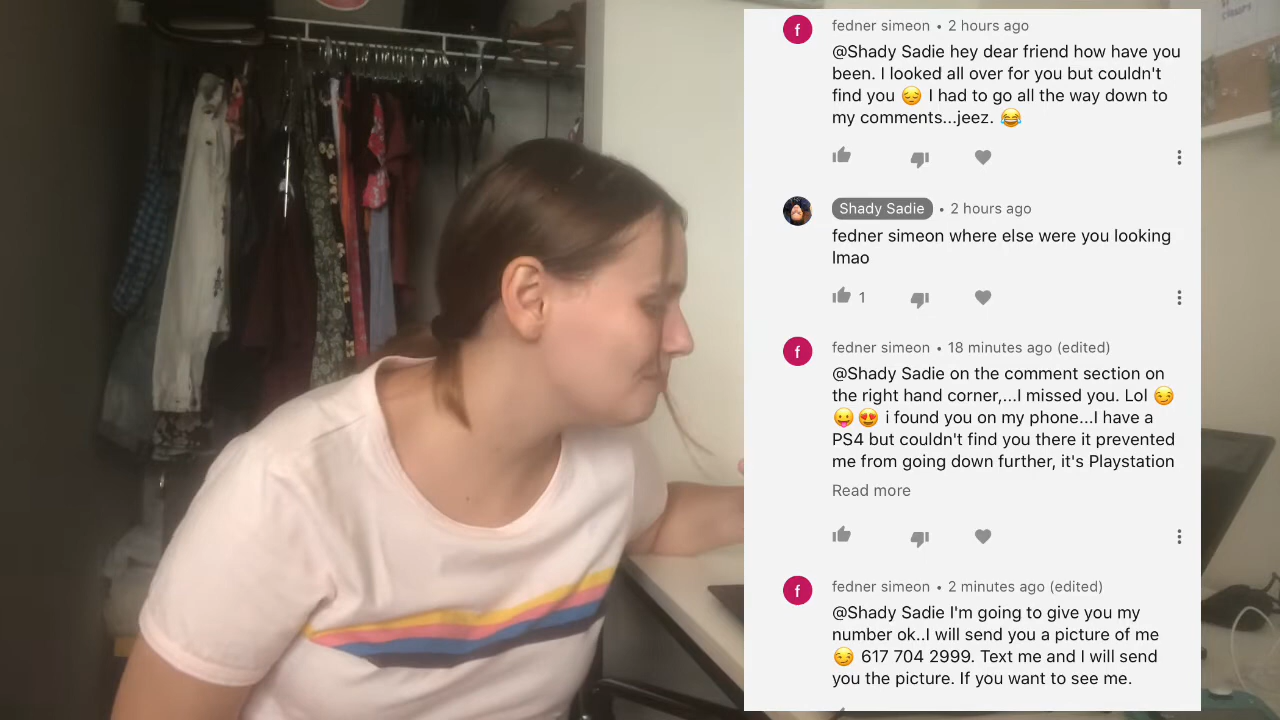 fedner simeon • 2 hours ago
@Shady Sadie hey dear friend how have you
been. I looked all over for you but couldn't
find you 😔 I had to go all the way down to
my comments...jeez. 😂
Shady Sadie • 2 hours ago
fedner simeon where else were you looking
lmao
1
fedner simeon • 18 minutes ago (edited)
@Shady Sadie on the comment section on
the right hand corner,...I missed you. Lol 😏
😛 😍 i found you on my phone...I have a
PS4 but couldn't find you there it prevented
me from going down further, it's Playstation
Read more
fedner simeon • 2 minutes ago (edited)
@Shady Sadie I'm going to give you my
number ok..I will send you a picture of me
😏 617 704 2999. Text me and I will send
you the picture. If you want to see me.